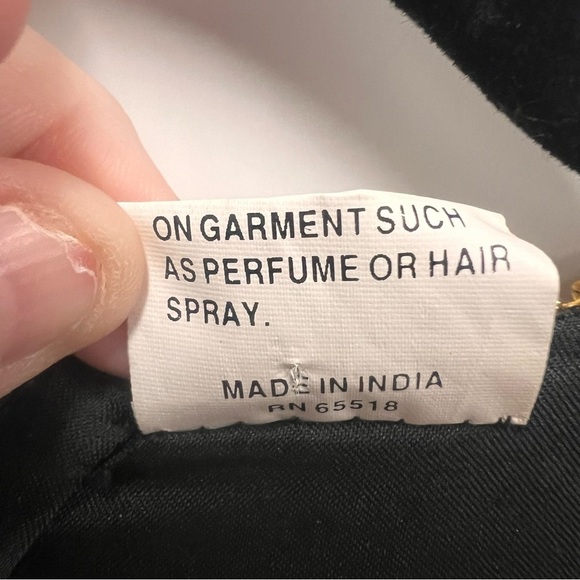 ON GARMENT SUCH
AS PERFUME OR HAIR
SPRAY.
MADE IN INDIA
RN 65518